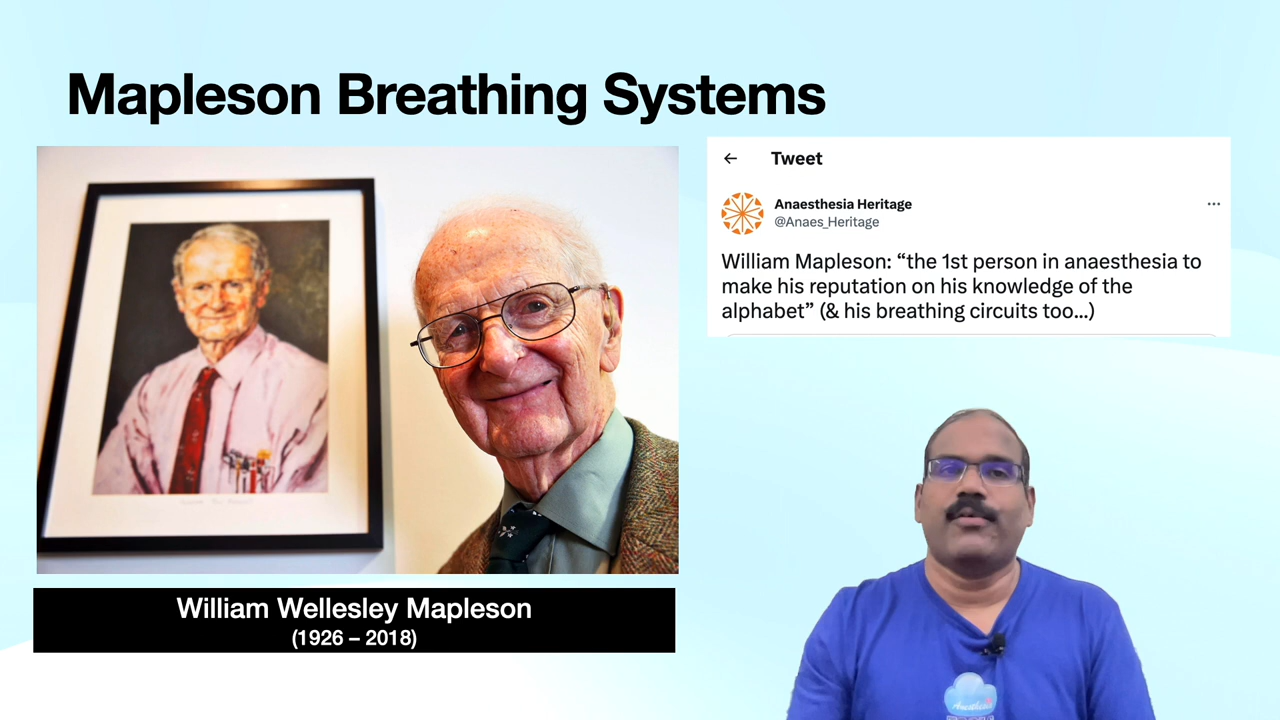 Mapleson Breathing Systems
← Tweet
Anaesthesia Heritage
@Anaes_Heritage
William Mapleson: “the 1st person in anaesthesia to
make his reputation on his knowledge of the
alphabet” (& his breathing circuits too...)
William Wellesley Mapleson
(1926 – 2018)
Anesthesia